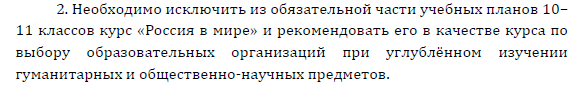 2. Необходимо исключить из обязательной части учебных планов 10–
11 классов курс «Россия в мире» и рекомендовать его в качестве курса по
выбору образовательных организаций при углублённом изучении
гуманитарных и общественно-научных предметов.